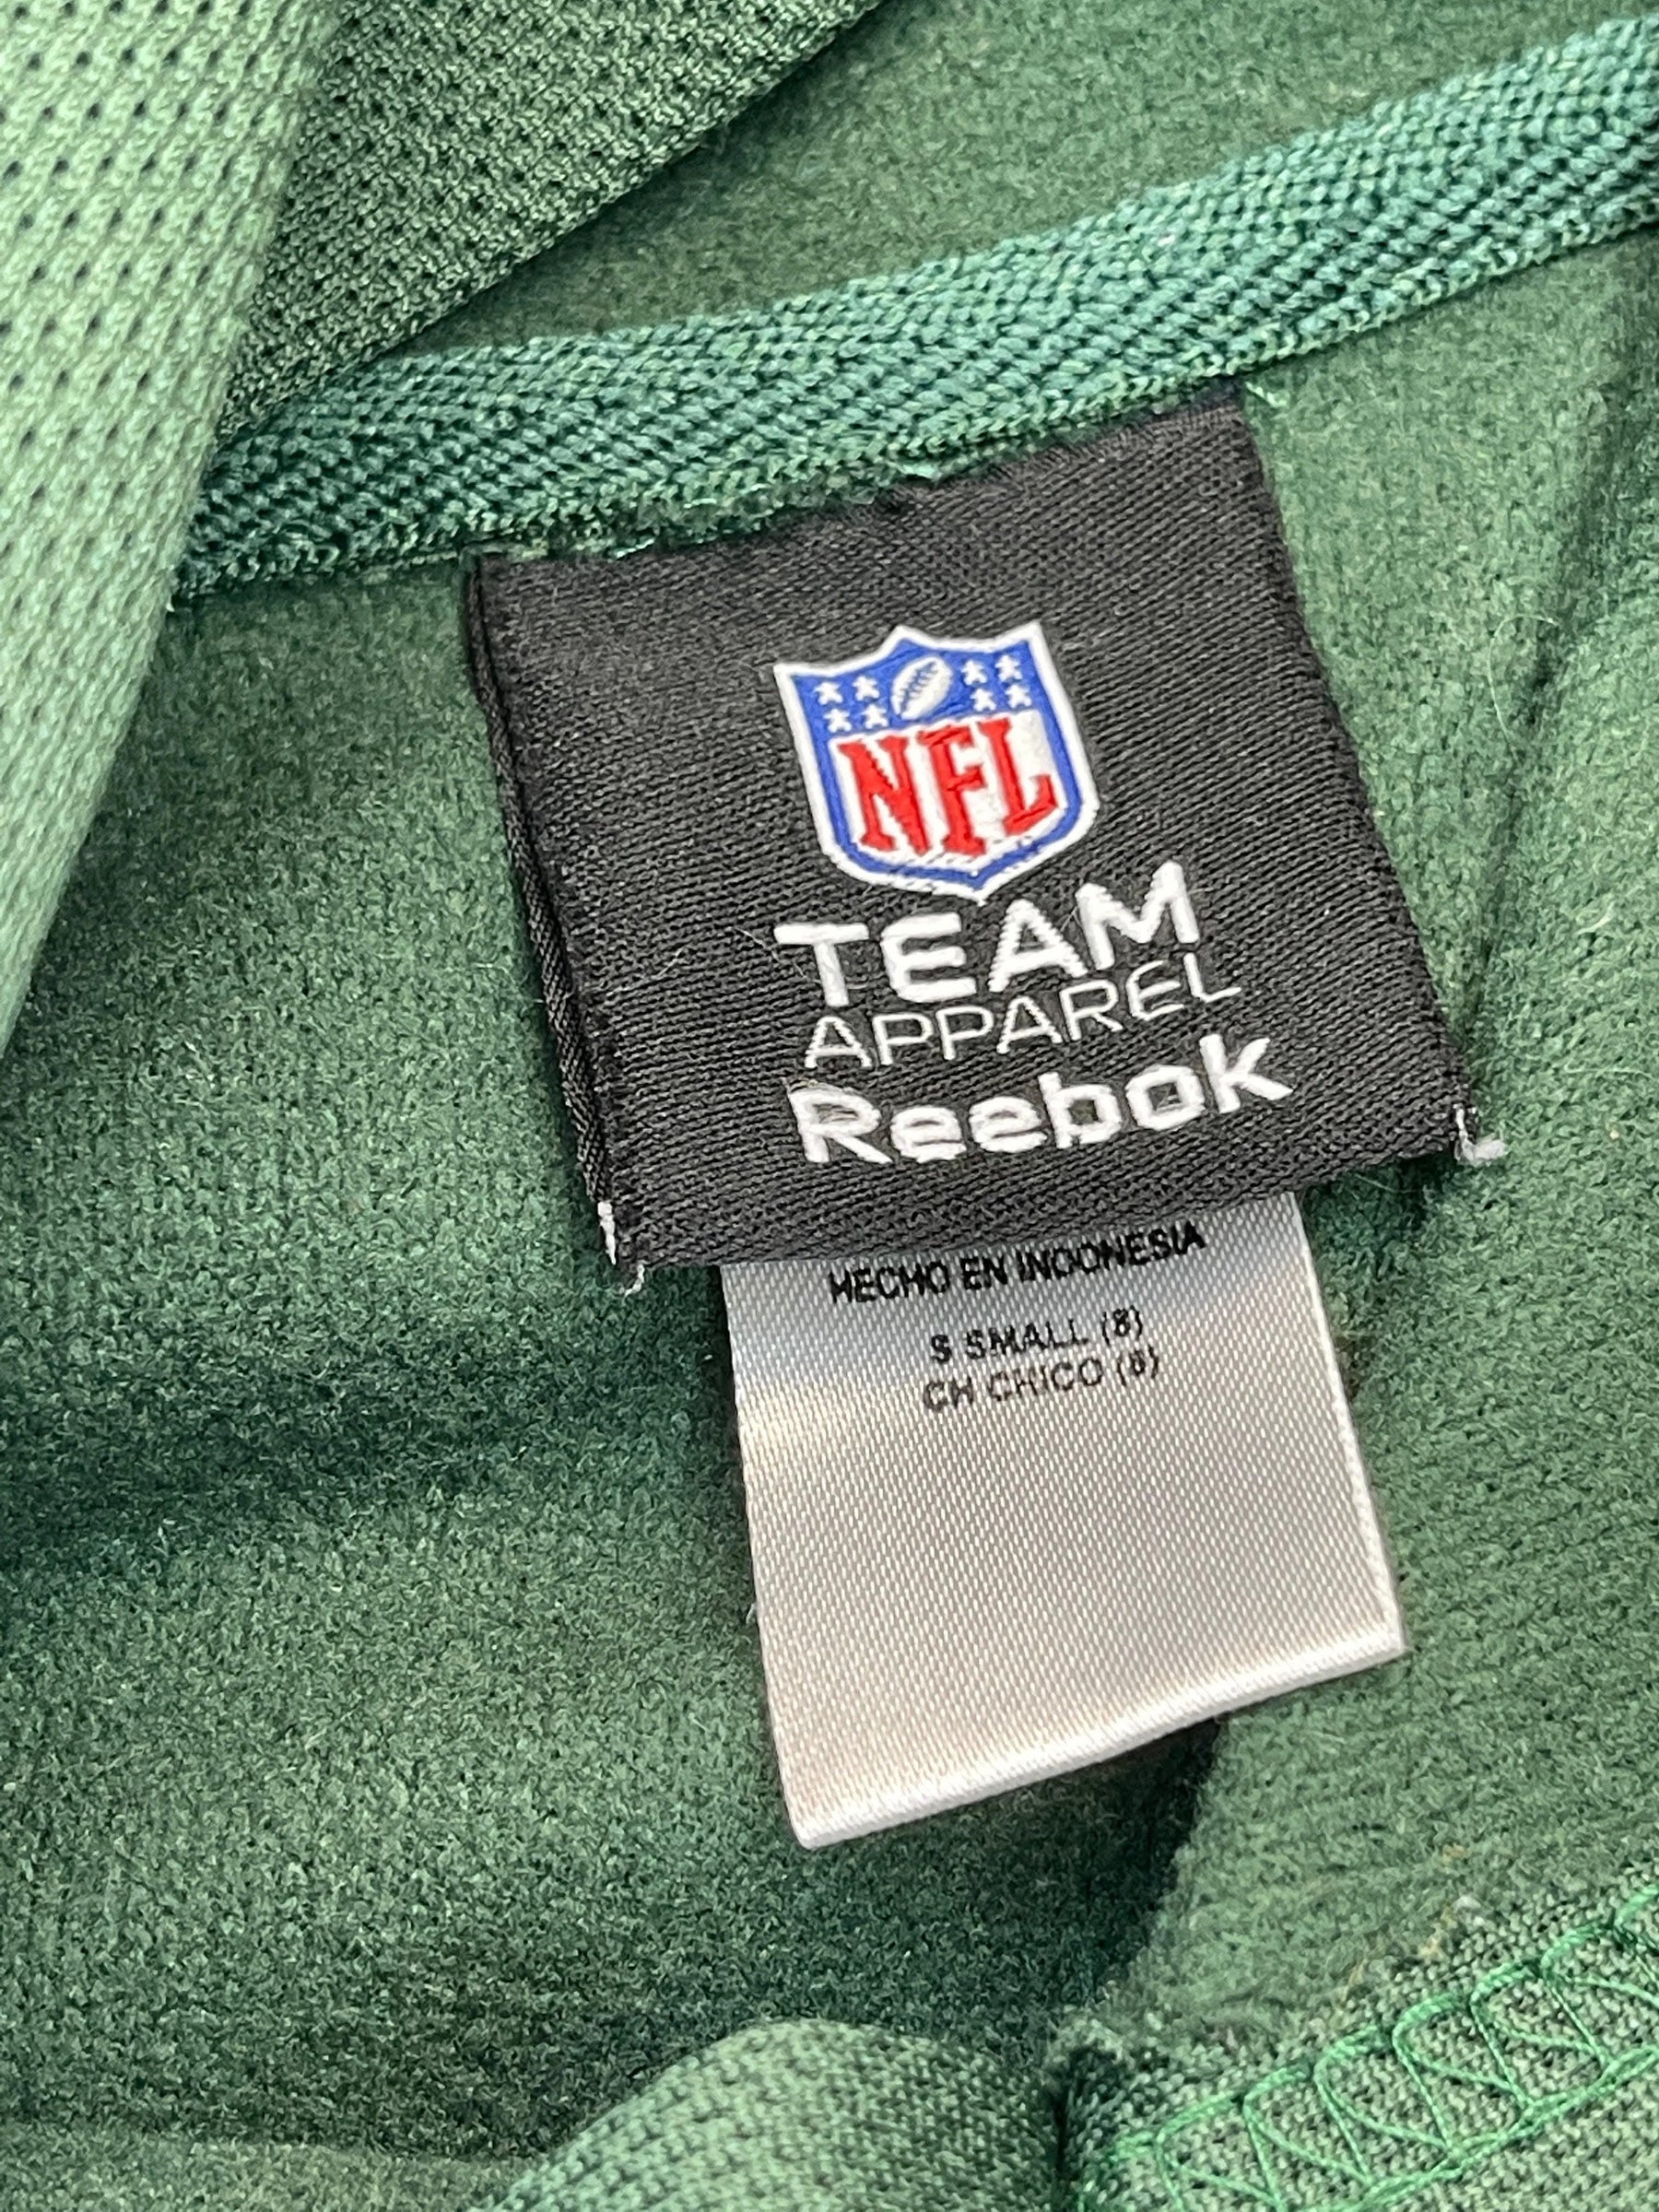 NFL
TEAM
APPAREL
Reebok
HECHO EN INDONESIA
S SMALL (8)
CH CHICO (8)